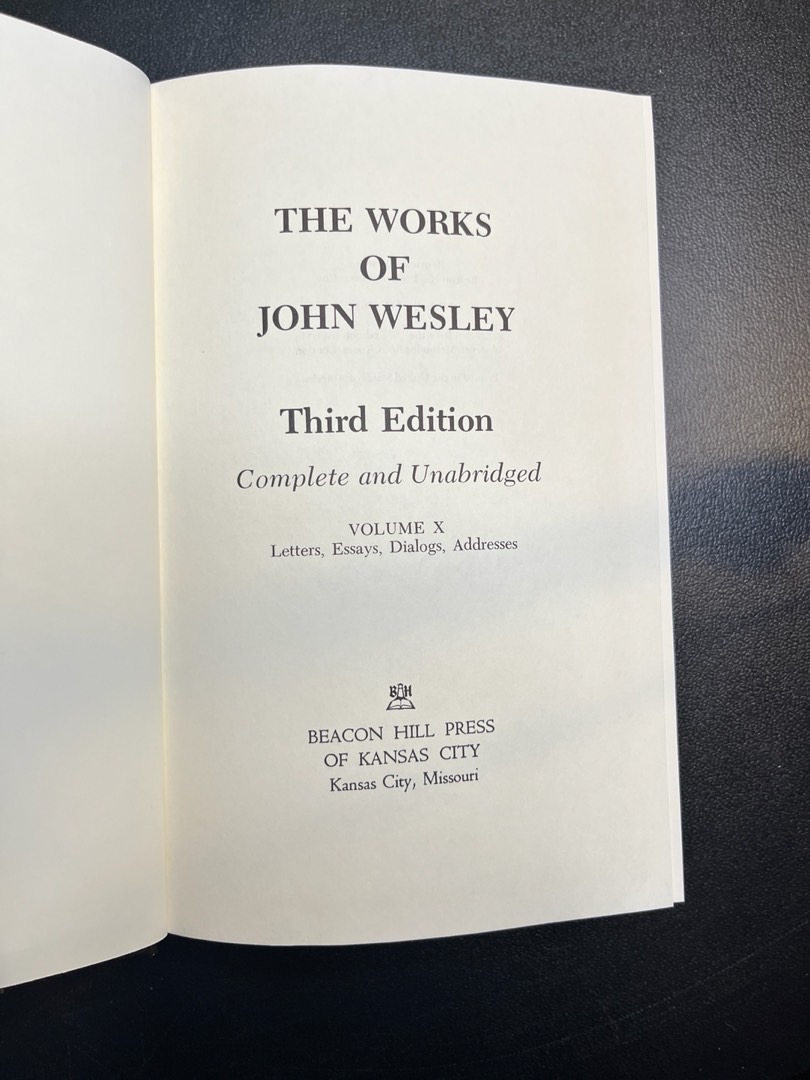 THE WORKS
OF
JOHN WESLEY
Third Edition
Complete and Unabridged
VOLUME X
Letters, Essays, Dialogs, Addresses
BH
BEACON HILL PRESS
OF KANSAS CITY
Kansas City, Missouri